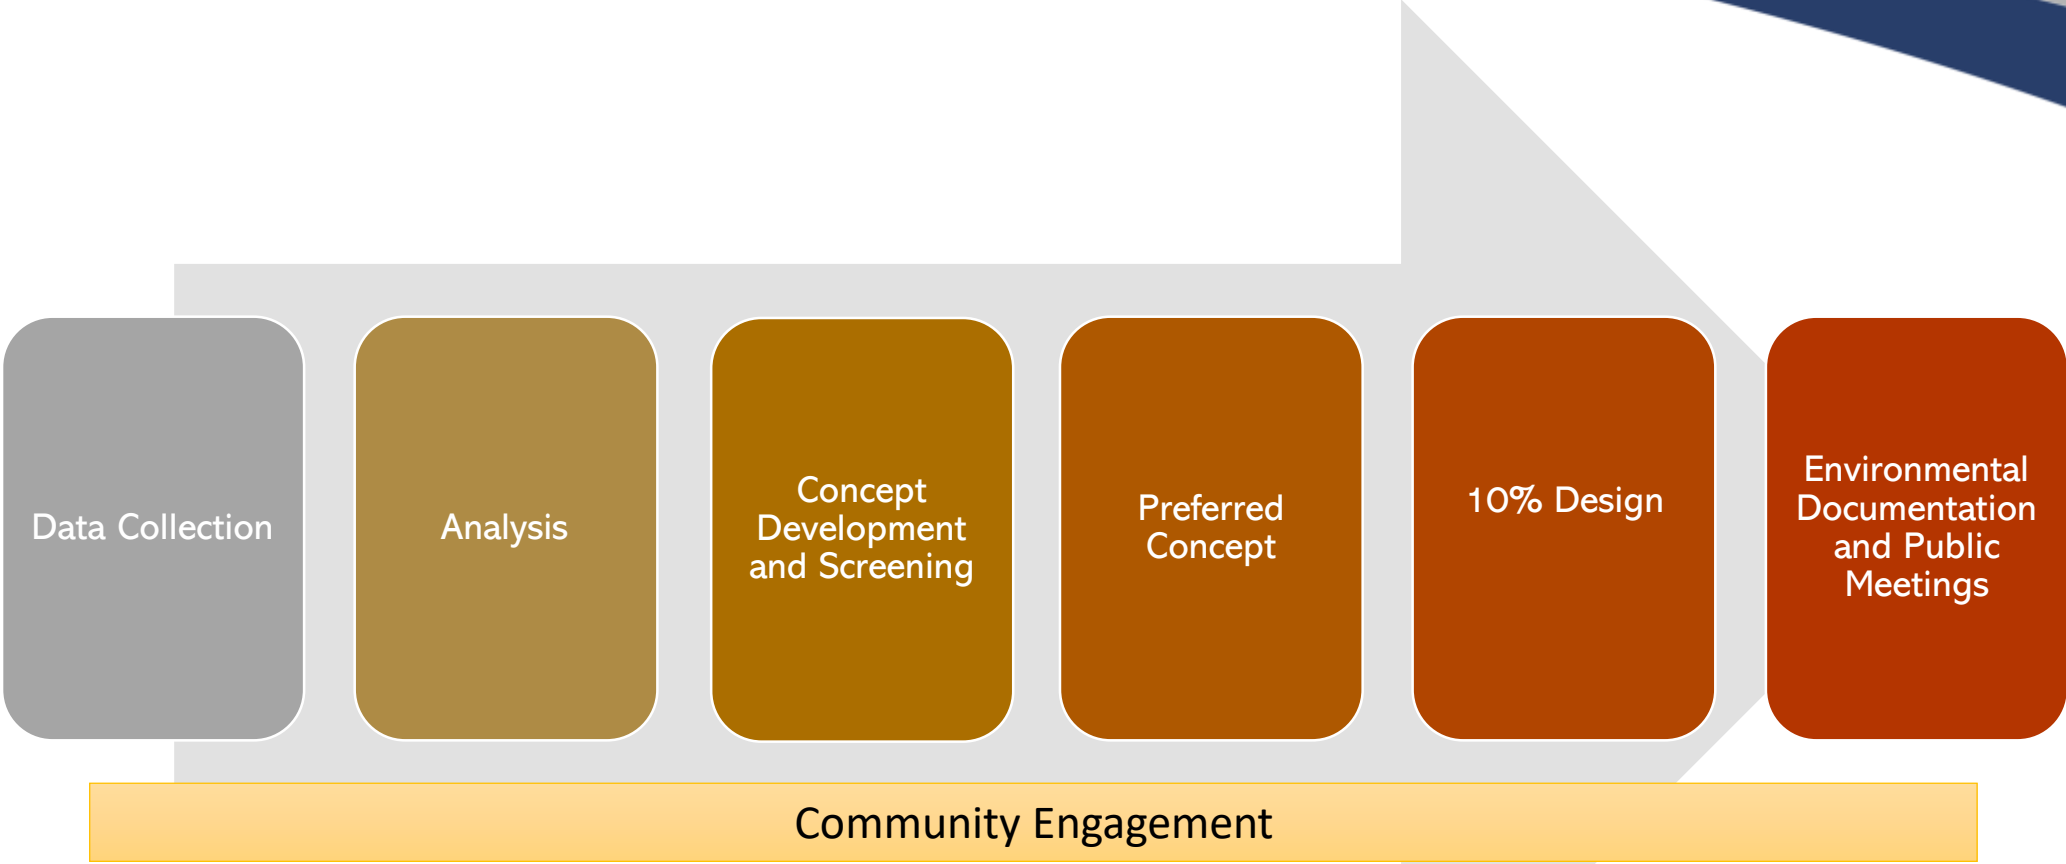 Data Collection
Analysis
Concept
Development
and Screening
Preferred
Concept
10% Design
Environmental
Documentation
and Public
Meetings
Community Engagement